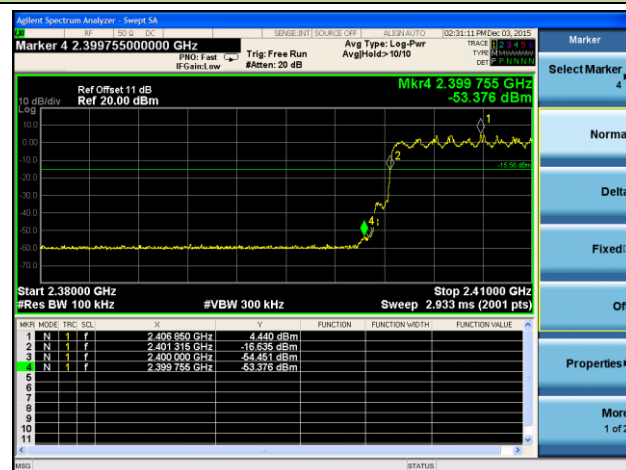 Agilent Spectrum Analyzer - Swept SA
RF 50 Ω DC SENSE:INT SOURCE OFF ALIGN AUTO 02:31:11 PM Dec 03, 2015
Marker 4 2.399755000000 GHz
PNO: Fast
IFGain:Low
Trig: Free Run
#Atten: 20 dB
Avg Type: Log-Pwr
Avg|Hold:>10/10
TRACE 1 2 3 4 5 6
TYPE M
DET P P N N N N
Mkr4 2.399 755 GHz
-53.376 dBm
Ref Offset 11 dB
10 dB/div Ref 20.00 dBm
Log
10.0
0.00
-10.0
-20.0
-30.0
-40.0
-50.0
-60.0
-70.0
1
2
4
-15.56 dBm
Start 2.38000 GHz Stop 2.41000 GHz
#Res BW 100 kHz #VBW 300 kHz Sweep 2.933 ms (2001 pts)
MKR MODE TRC SCL X Y FUNCTION FUNCTION WIDTH FUNCTION VALUE
1 N 1 f 2.406 850 GHz 4.440 dBm
2 N 1 f 2.401 315 GHz -16.635 dBm
3 N 1 f 2.400 000 GHz -54.451 dBm
4 N 1 f 2.399 755 GHz -53.376 dBm
5
6
7
8
9
10
11
MSG STATUS
Marker
Select Marker
4
Norma
Delta
Fixed
Of
Properties
More
1 of 2